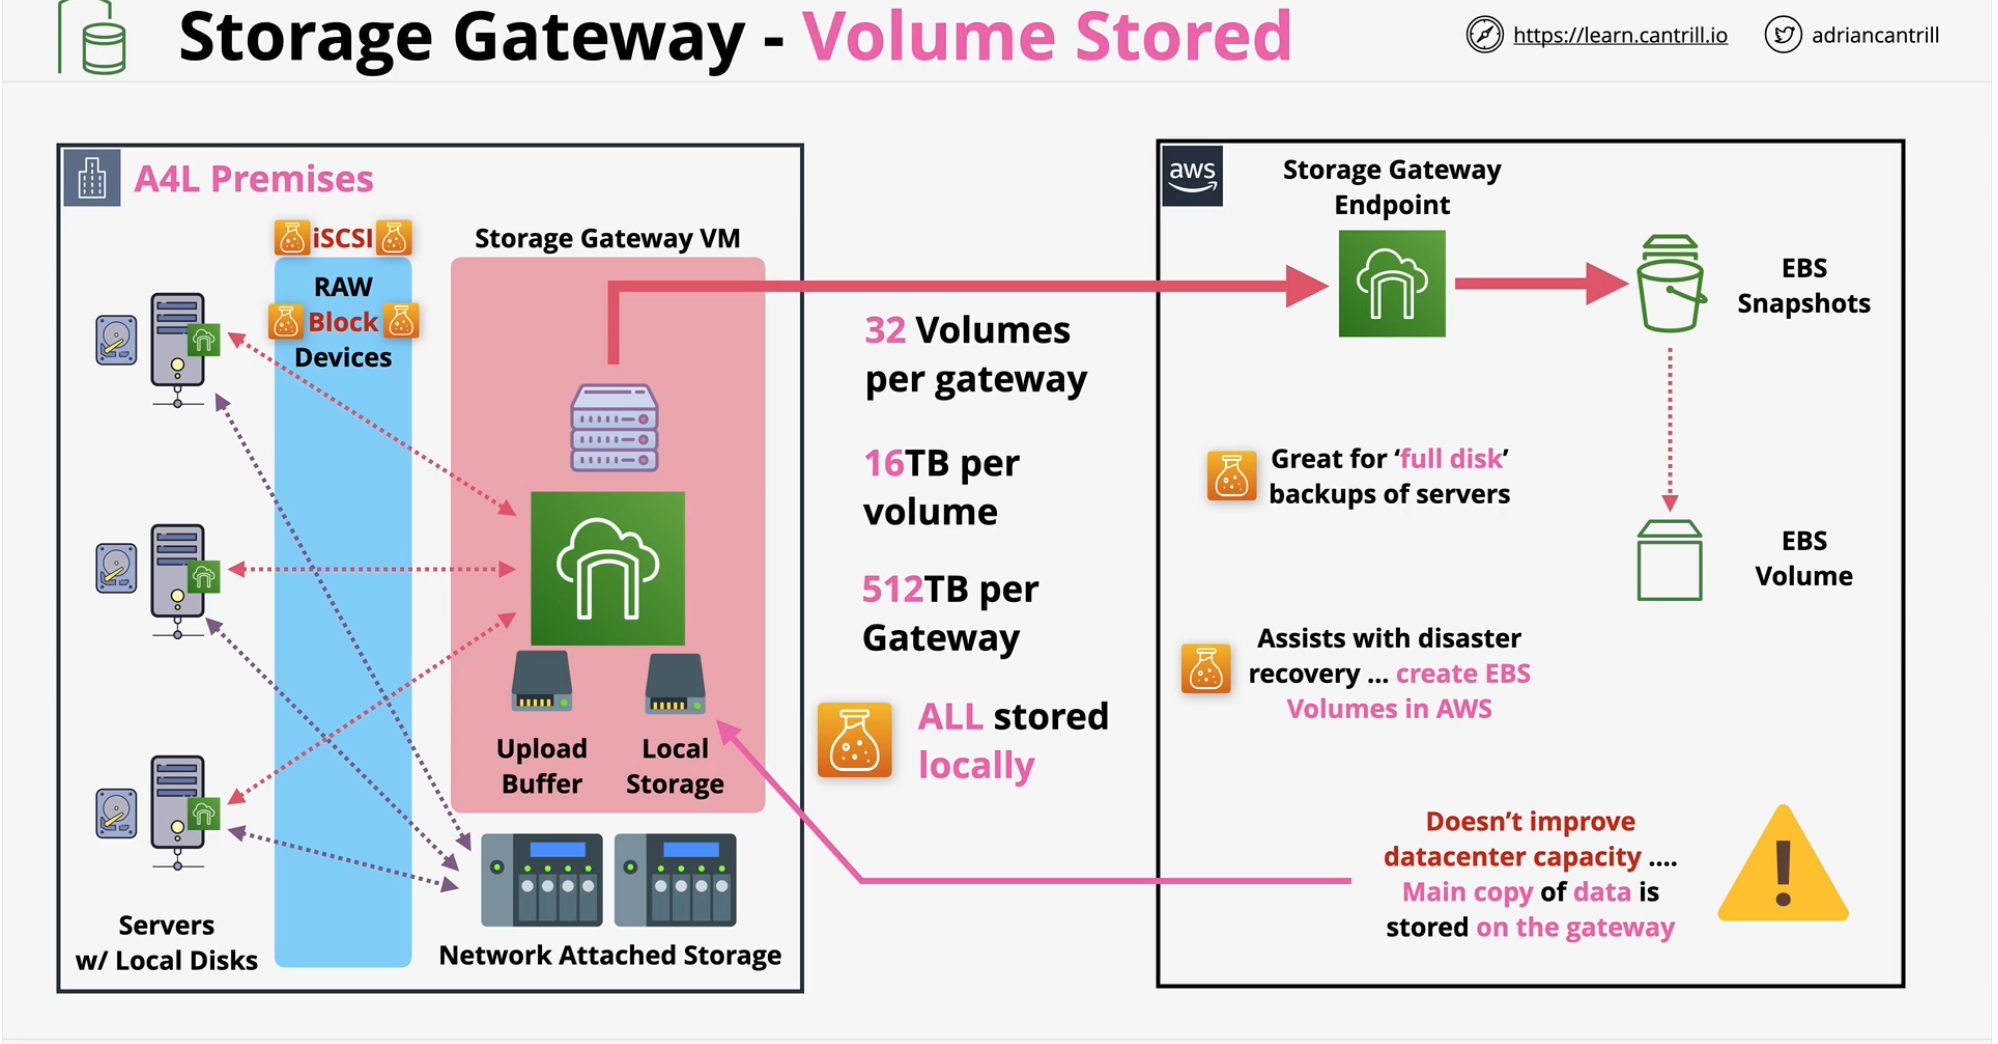 Storage Gateway - Volume Stored
https://learn.cantrill.io
adriancantrill
A4L Premises
iSCSI
RAW
Block
Devices
Storage Gateway VM
Upload
Buffer
Local
Storage
Servers
w/ Local Disks
Network Attached Storage
32 Volumes
per gateway
16TB per
volume
512TB per
Gateway
ALL stored
locally
aws
Storage Gateway
Endpoint
EBS
Snapshots
Great for ‘full disk’
backups of servers
EBS
Volume
Assists with disaster
recovery ... create EBS
Volumes in AWS
Doesn’t improve
datacenter capacity ....
Main copy of data is
stored on the gateway